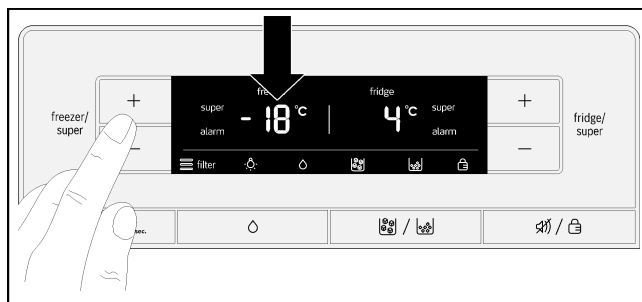 fre
fridge
freezer/
super
+
super
- 18 °C
4 °C
super
+
fridge/
super
alarm
alarm
−
−
filter
sec.
/
/